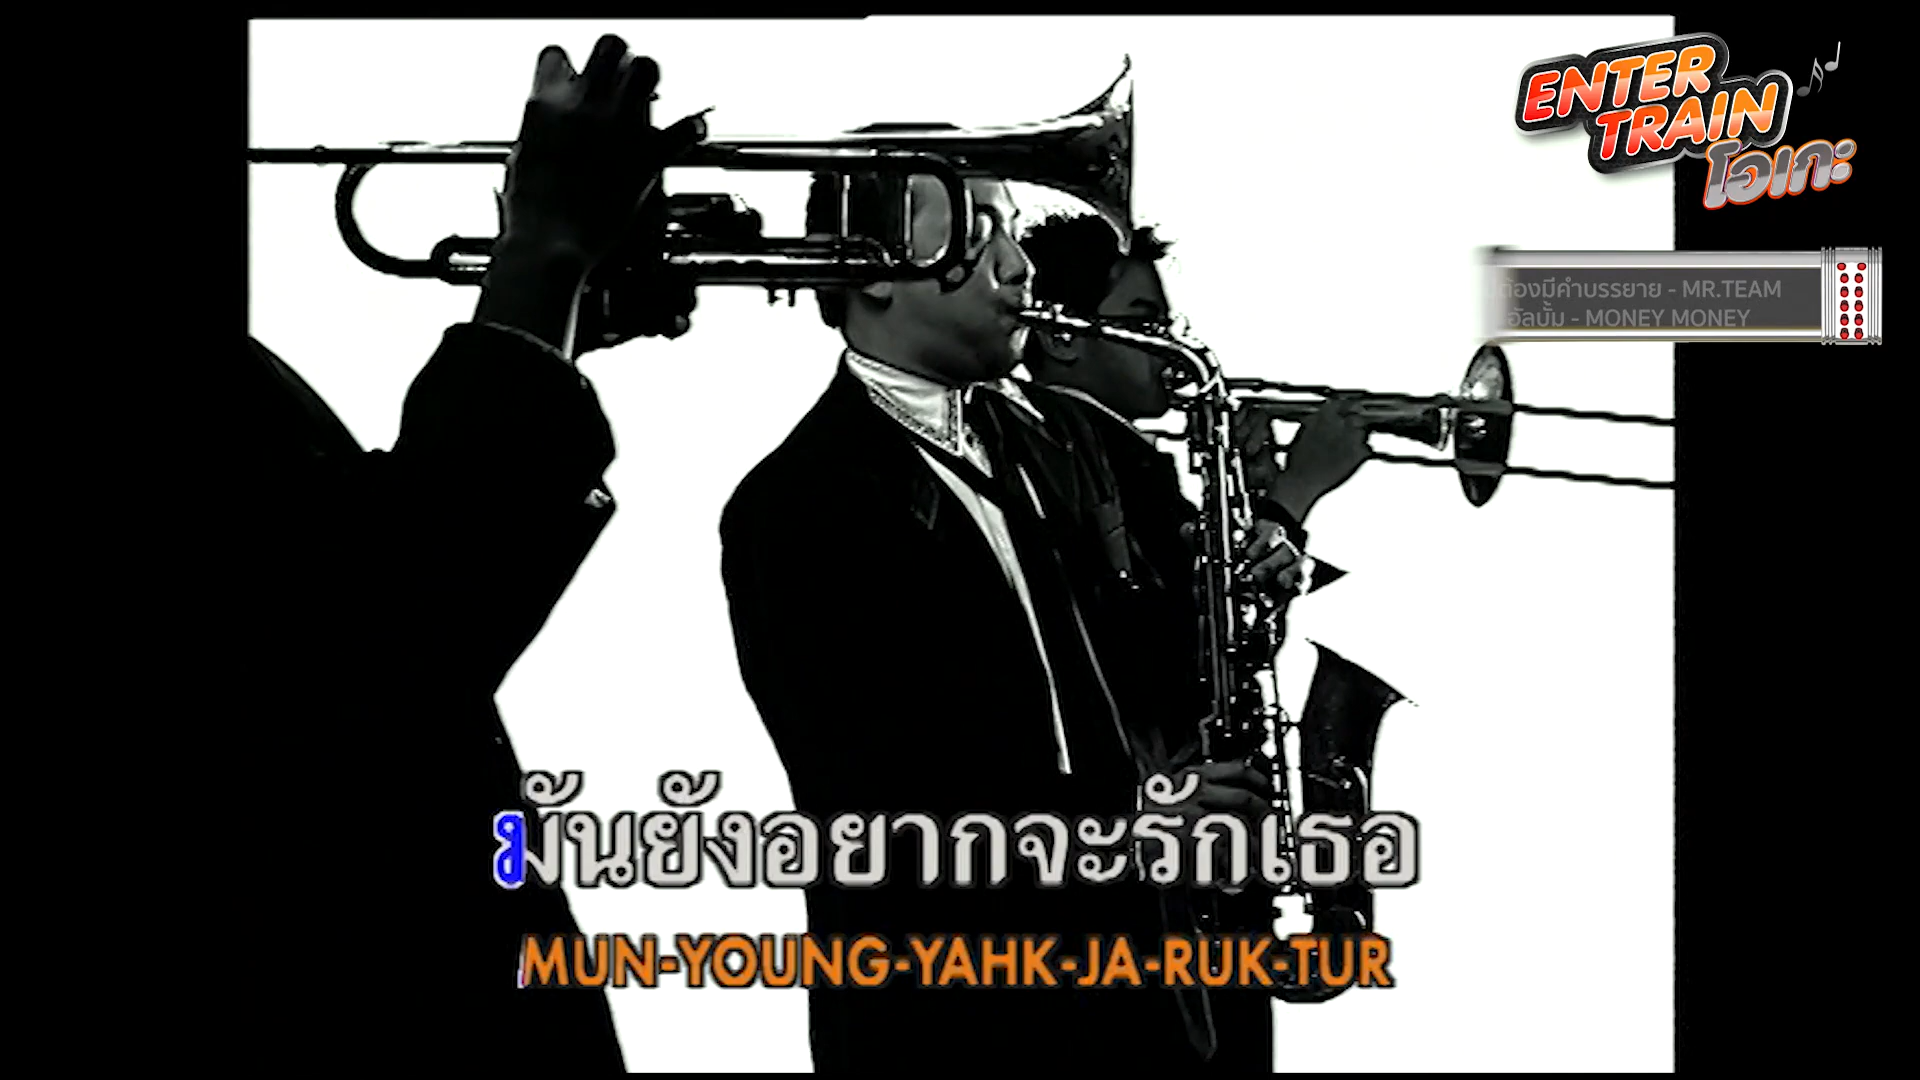 ENTER
TRAIN
โอเกะ
ต้องมีคำบรรยาย - MR.TEAM
อัลบั้ม - MONEY MONEY
มันยังอยากจะรักเธอ
MUN-YOUNG-YAHK-JA-RUK-TUR